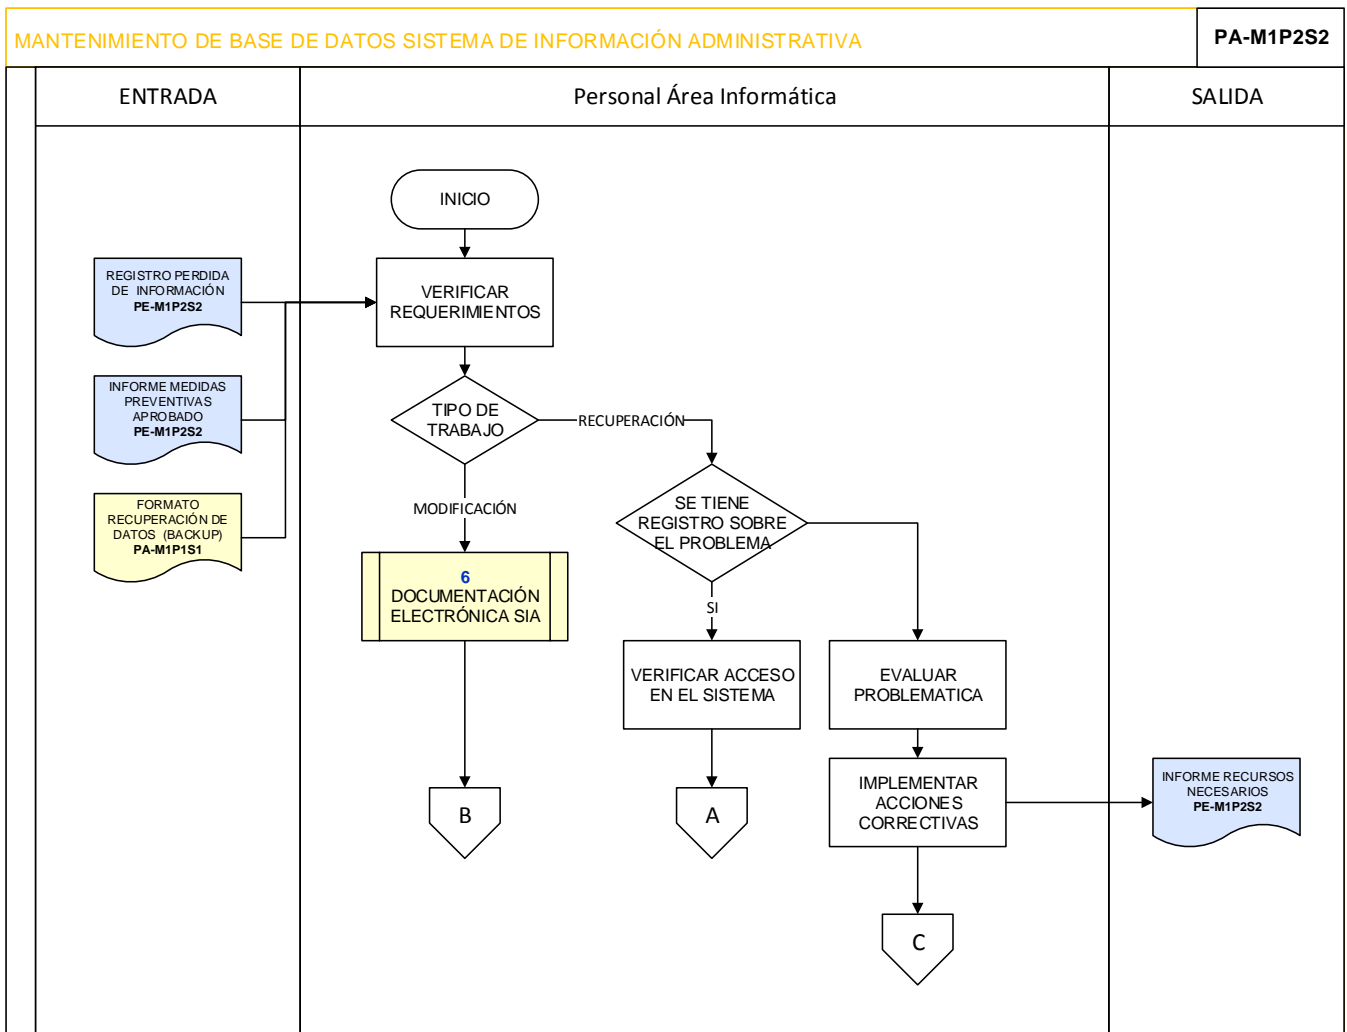 MANTENIMIENTO DE BASE DE DATOS SISTEMA DE INFORMACIÓN ADMINISTRATIVA
PA-M1P2S2
ENTRADA
Personal Área Informática
SALIDA
INICIO
REGISTRO PERDIDA
DE INFORMACIÓN
PE-M1P2S2
VERIFICAR
REQUERIMIENTOS
INFORME MEDIDAS
PREVENTIVAS
APROBADO
PE-M1P2S2
TIPO DE
TRABAJO
RECUPERACIÓN
FORMATO
RECUPERACIÓN DE
DATOS (BACKUP)
PA-M1P1S1
MODIFICACIÓN
SE TIENE
REGISTRO SOBRE
EL PROBLEMA
6
DOCUMENTACIÓN
ELECTRÓNICA SIA
SI
VERIFICAR ACCESO
EN EL SISTEMA
EVALUAR
PROBLEMATICA
B
A
IMPLEMENTAR
ACCIONES
CORRECTIVAS
INFORME RECURSOS
NECESARIOS
PE-M1P2S2
C